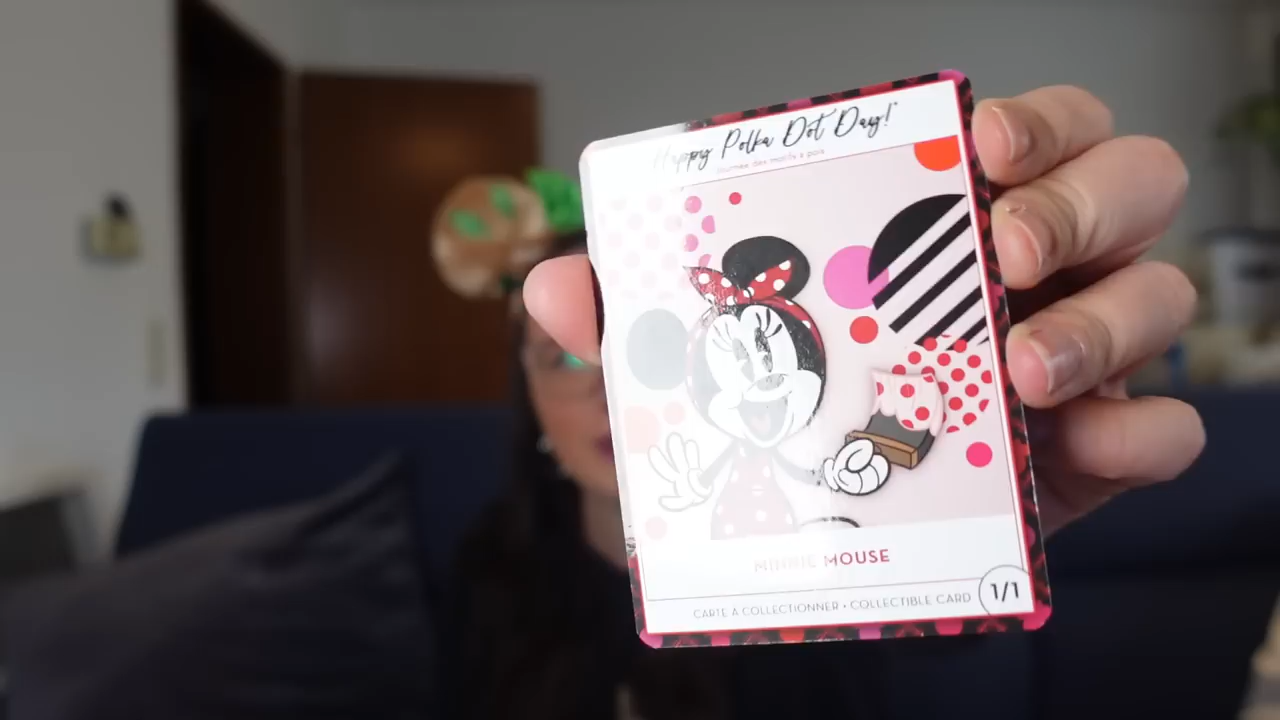 Happy Polka Dot Day!
journée des motifs à pois
MINNIE MOUSE
CARTE À COLLECTIONNER • COLLECTIBLE CARD
1/1